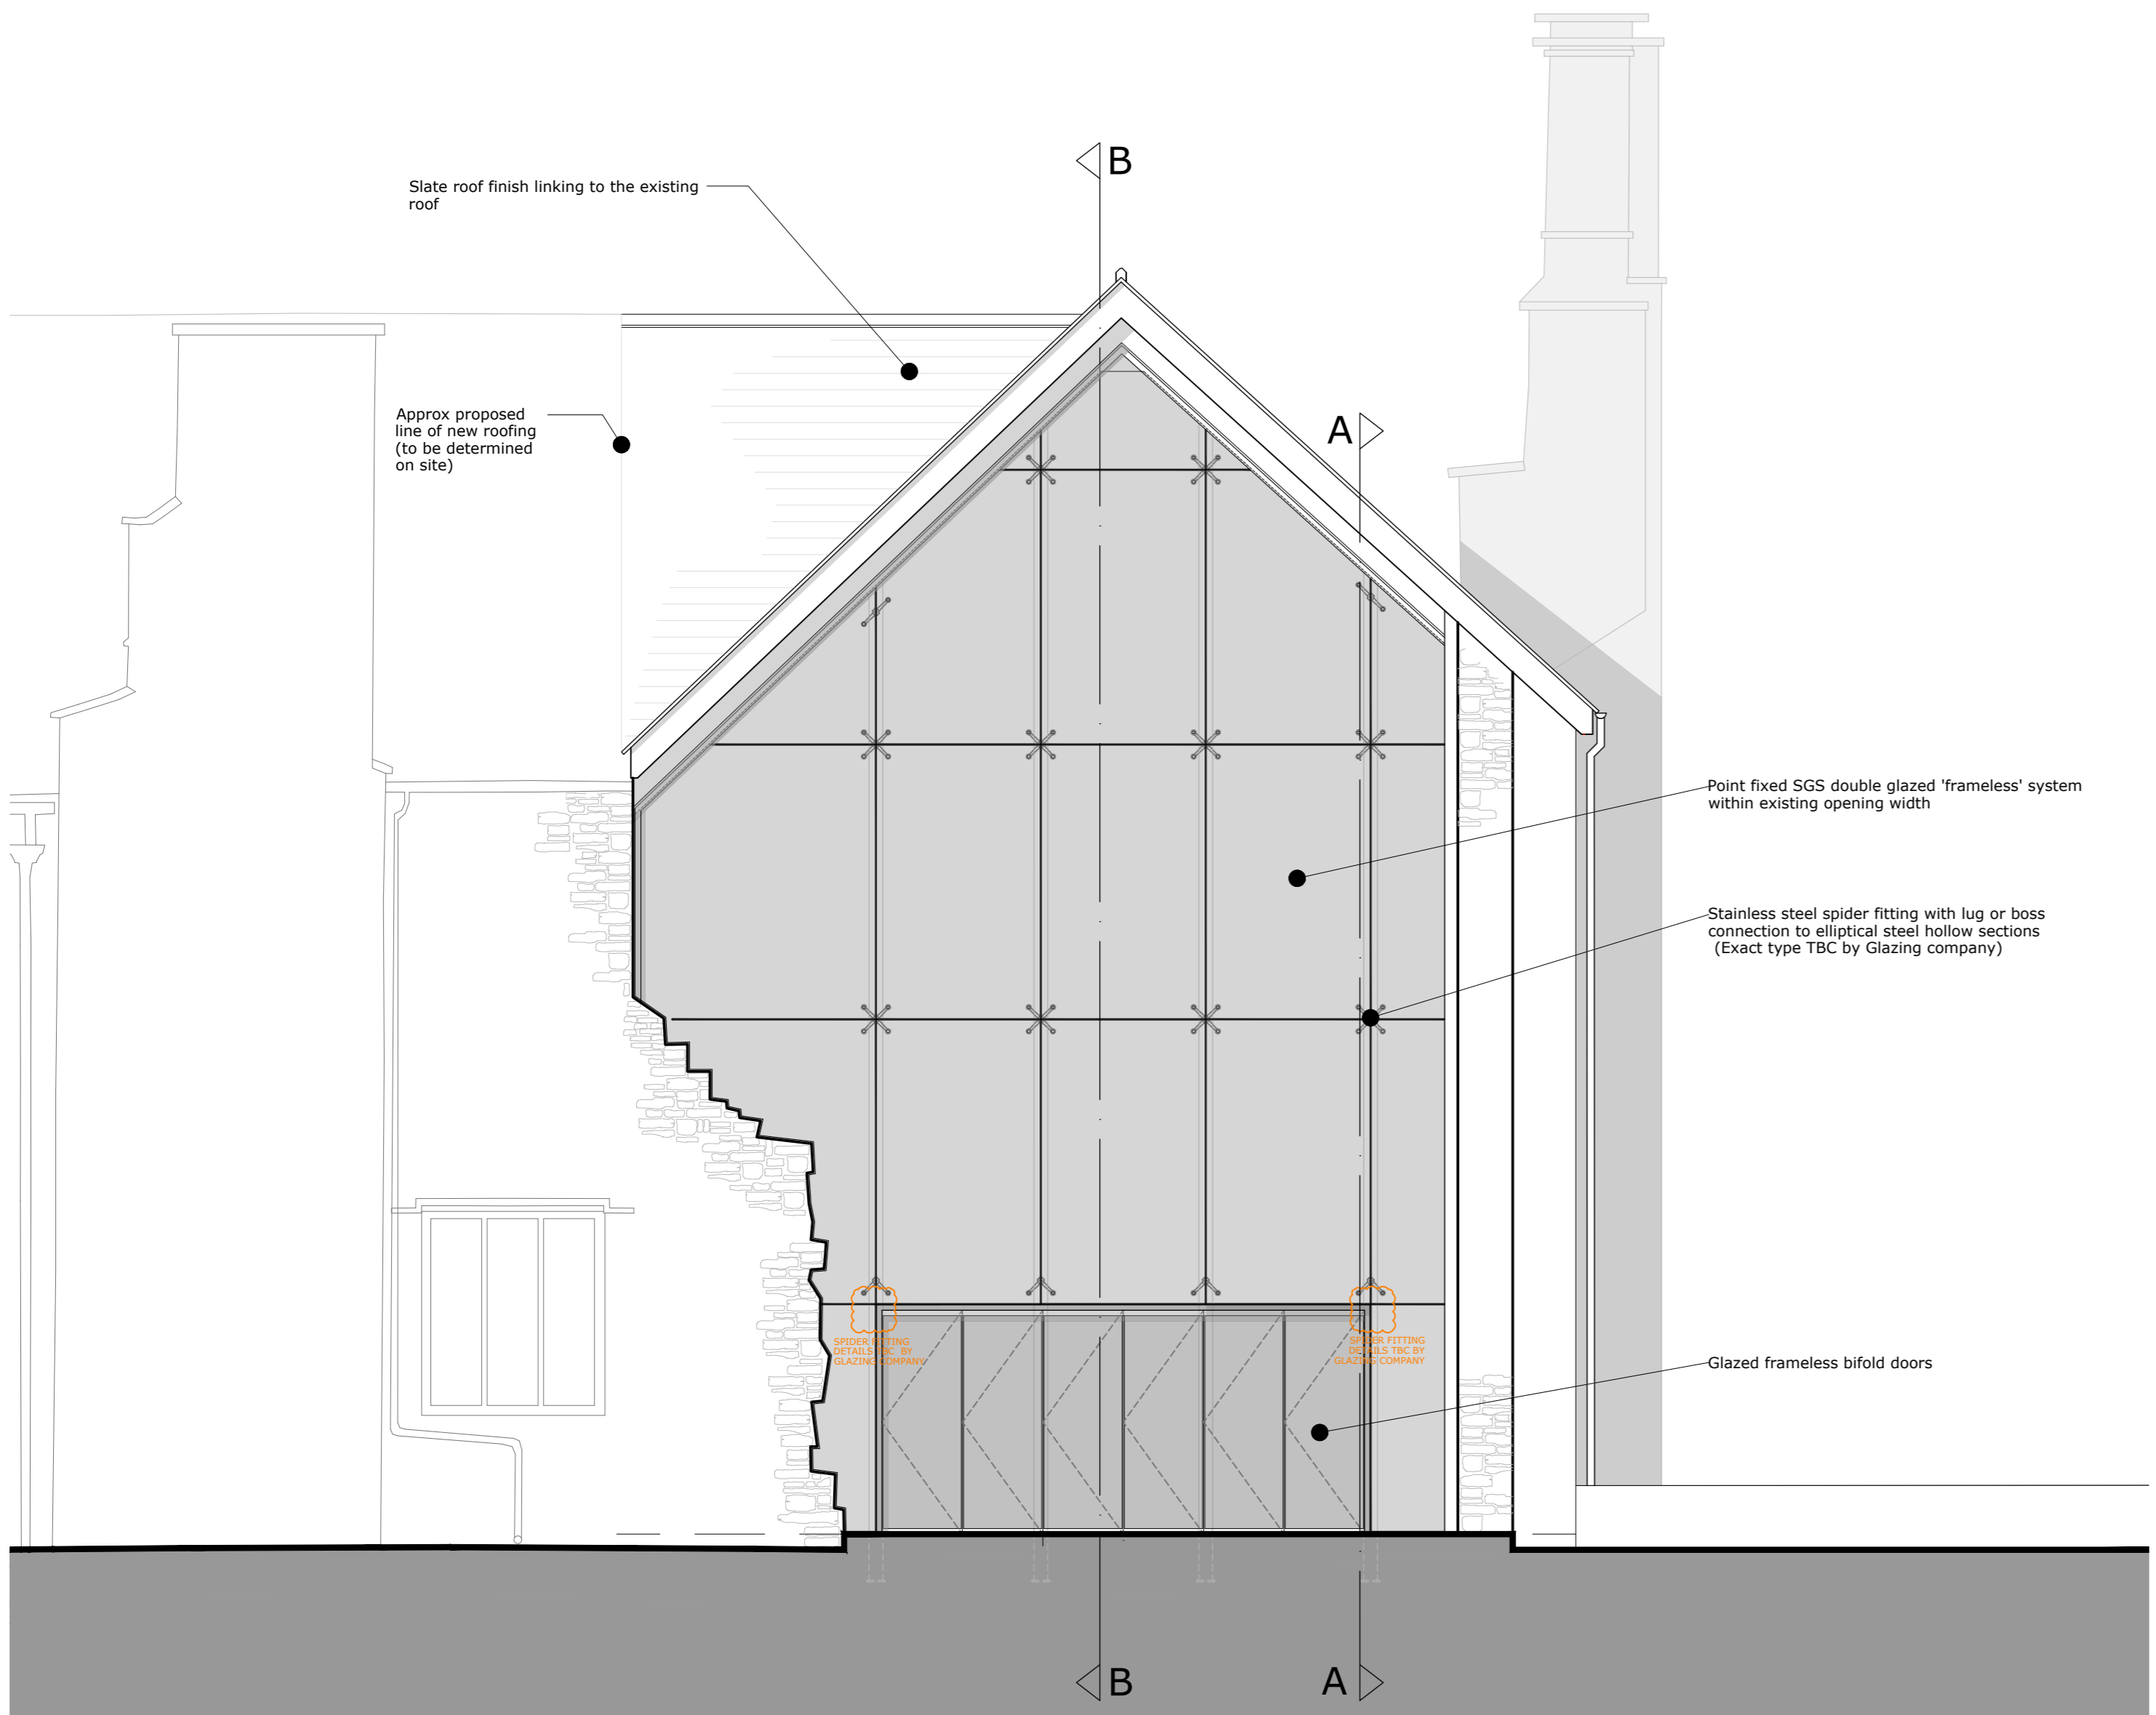 B
Slate roof finish linking to the existing
roof
Approx proposed
line of new roofing
(to be determined
on site)
A
Point fixed SGS double glazed 'frameless' system
within existing opening width
Stainless steel spider fitting with lug or boss
connection to elliptical steel hollow sections
(Exact type TBC by Glazing company)
SPIDER FITTING
DETAILS TBC BY
GLAZING COMPANY
SPIDER FITTING
DETAILS TBC BY
GLAZING COMPANY
Glazed frameless bifold doors
B
A